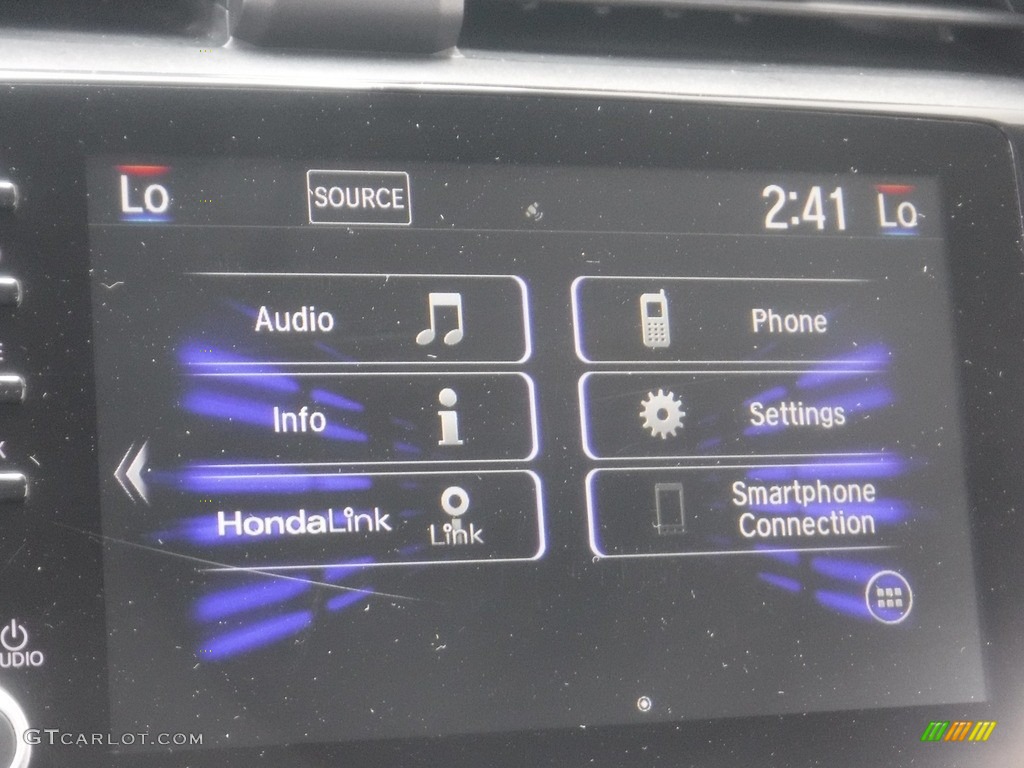 Lo
SOURCE
2:41
Lo
Audio
Phone
Info
Settings
HondaLink
Link
Smartphone
Connection
UDIO
GTCARLOT.COM